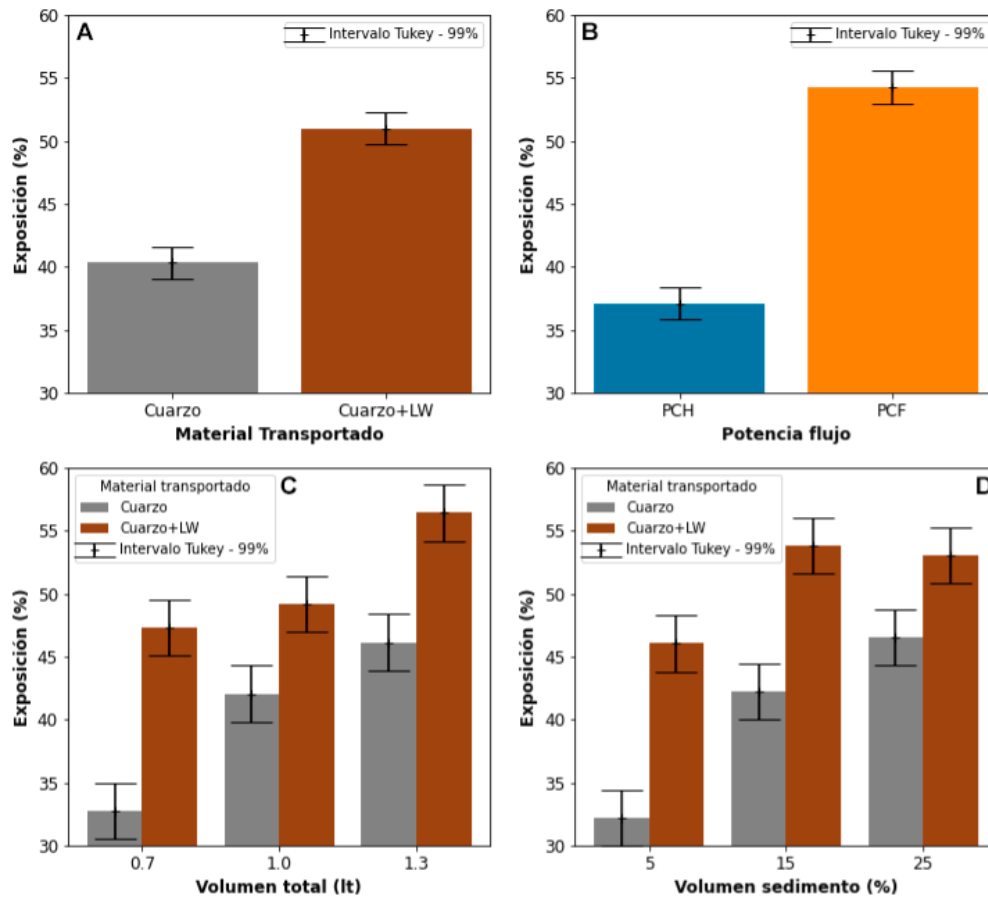 A
Intervalo Tukey - 99%
60
55
50
45
40
35
30
Exposición (%)
Cuarzo
Cuarzo+LW
Material Transportado
B
Intervalo Tukey - 99%
60
55
50
45
40
35
30
Exposición (%)
PCH
PCF
Potencia flujo
C
Material transportado
Cuarzo
Cuarzo+LW
Intervalo Tukey - 99%
60
55
50
45
40
35
30
Exposición (%)
0.7
1.0
1.3
Volumen total (lt)
D
Material transportado
Cuarzo
Cuarzo+LW
Intervalo Tukey - 99%
60
55
50
45
40
35
30
Exposición (%)
5
15
25
Volumen sedimento (%)